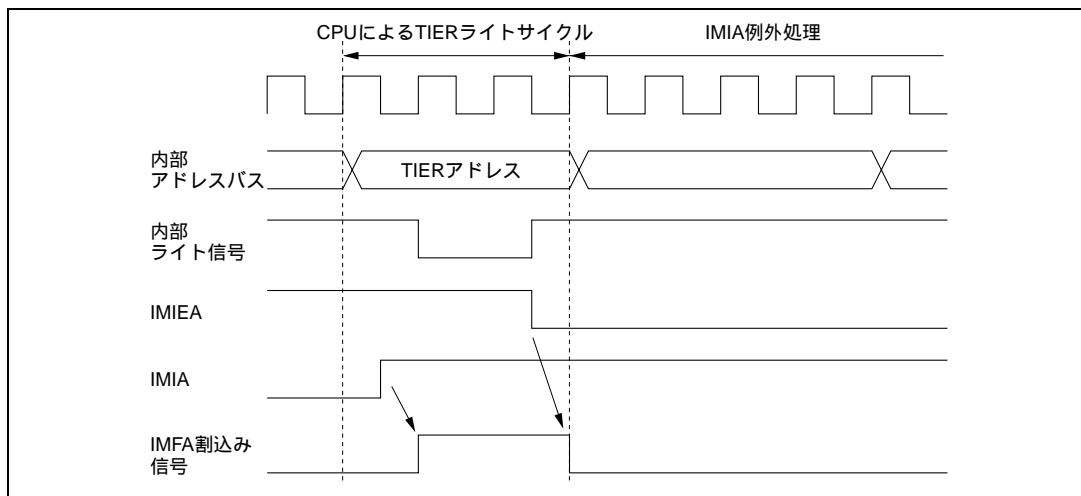 CPUによるTIERライトサイクル
IMIA例外処理
内部
アドレスバス
TIERアドレス
内部
ライト信号
IMIEA
IMIA
IMFA割込み
信号